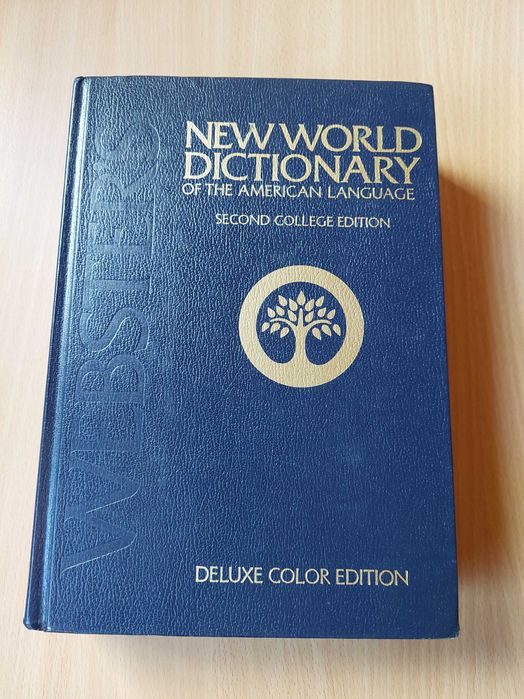 WEBSTER'S
NEW WORLD
DICTIONARY
OF THE AMERICAN LANGUAGE
SECOND COLLEGE EDITION
DELUXE COLOR EDITION